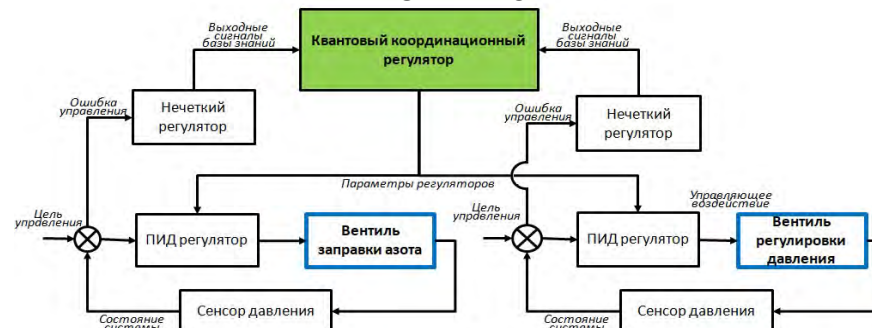 Выходные
сигналы
базы знаний
Квантовый координационный
регулятор
Выходные
сигналы
базы знаний
Ошибка
управления
Нечеткий
регулятор
Ошибка
управления
Нечеткий
регулятор
Параметры регуляторов
Управляющее
воздействие
Цель
управления
ПИД регулятор
Вентиль
заправки азота
Цель
управления
ПИД регулятор
Вентиль
регулировки
давления
Состояние
системы
Сенсор давления
Состояние
системы
Сенсор давления